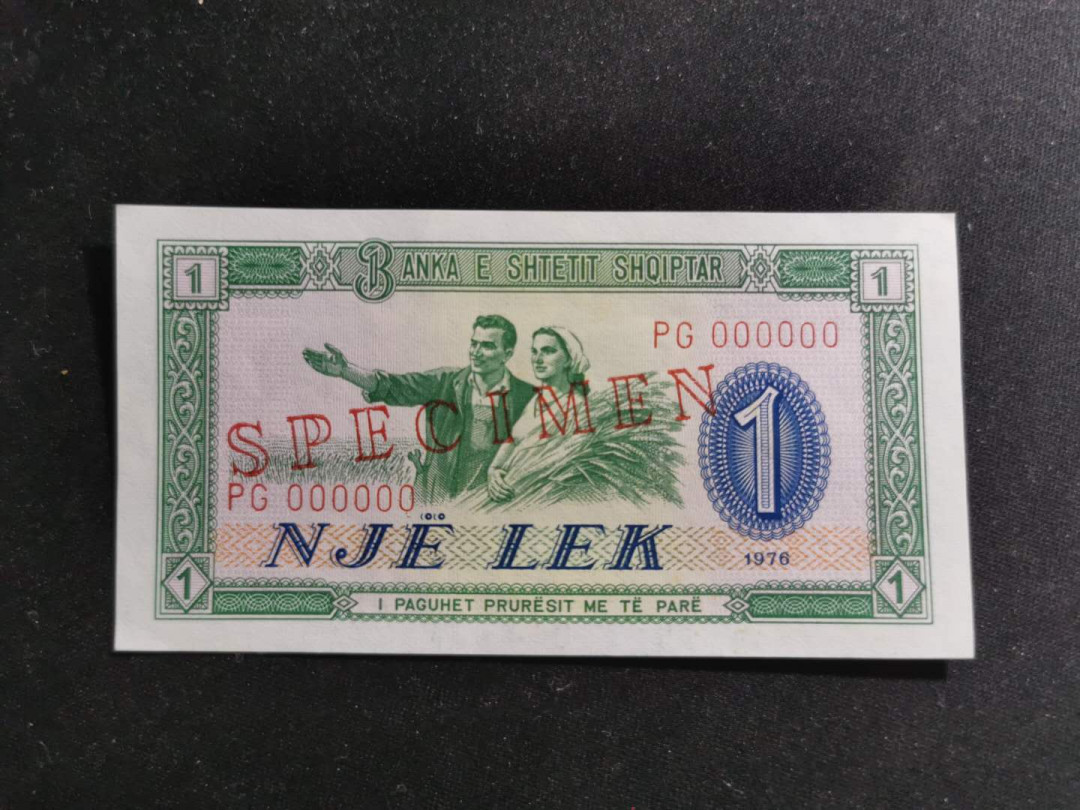 1 BANKA E SHTETIT SHQIPTAR 1
PG 000000
SPECIMEN
1
PG 000000
NJË LEK
1976
1 I PAGUHET PRURËSIT ME TË PARË 1